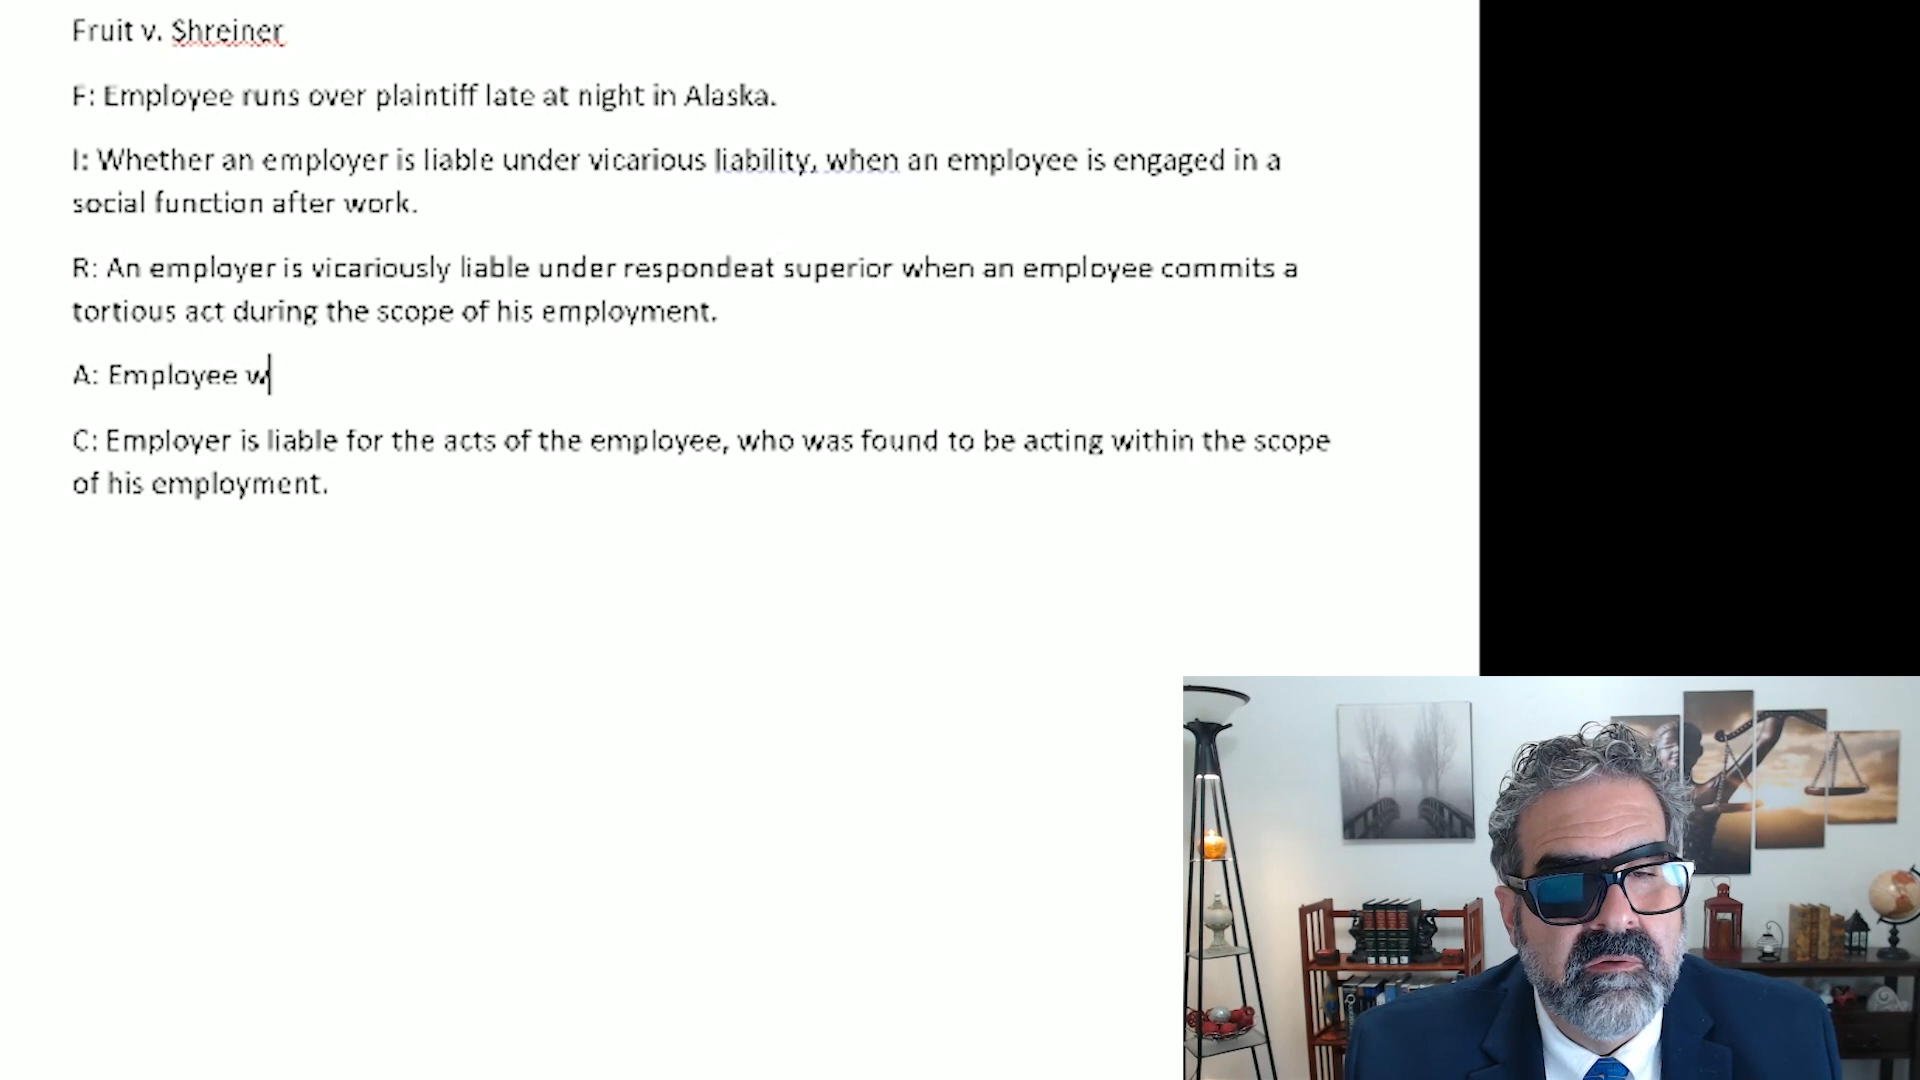 Fruit v. Shreiner
F: Employee runs over plaintiff late at night in Alaska.
I: Whether an employer is liable under vicarious liability, when an employee is engaged in a
social function after work.
R: An employer is vicariously liable under respondeat superior when an employee commits a
tortious act during the scope of his employment.
A: Employee w
C: Employer is liable for the acts of the employee, who was found to be acting within the scope
of his employment.